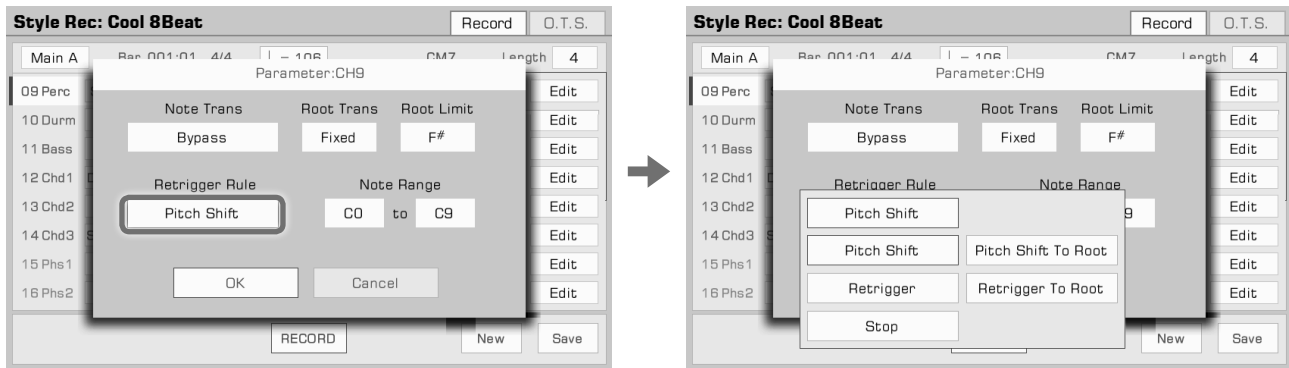 Style Rec: Cool 8Beat Record O.T.S.
Main A Bar 001:01 4/4 = 106 CM7 Length 4
Parameter:CH9
09 Perc Edit
Note Trans Root Trans Root Limit
10 Durm Edit
Bypass Fixed F#
11 Bass Edit
12 Chd1 Edit
Retrigger Rule Note Range
13 Chd2 Pitch Shift C0 to C9 Edit
14 Chd3 Edit
15 Phs1 Edit
OK Cancel
16 Phs2 Edit
RECORD New Save
Style Rec: Cool 8Beat Record O.T.S.
Main A Bar 001:01 4/4 = 106 CM7 Length 4
Parameter:CH9
09 Perc Edit
Note Trans Root Trans Root Limit
10 Durm Edit
Bypass Fixed F#
11 Bass Edit
12 Chd1 Edit
Retrigger Rule Note Range
13 Chd2 Pitch Shift 9 Edit
14 Chd3 Edit
Pitch Shift Pitch Shift To Root
15 Phs1 Edit
16 Phs2 Retrigger Retrigger To Root Edit
Stop
New Save